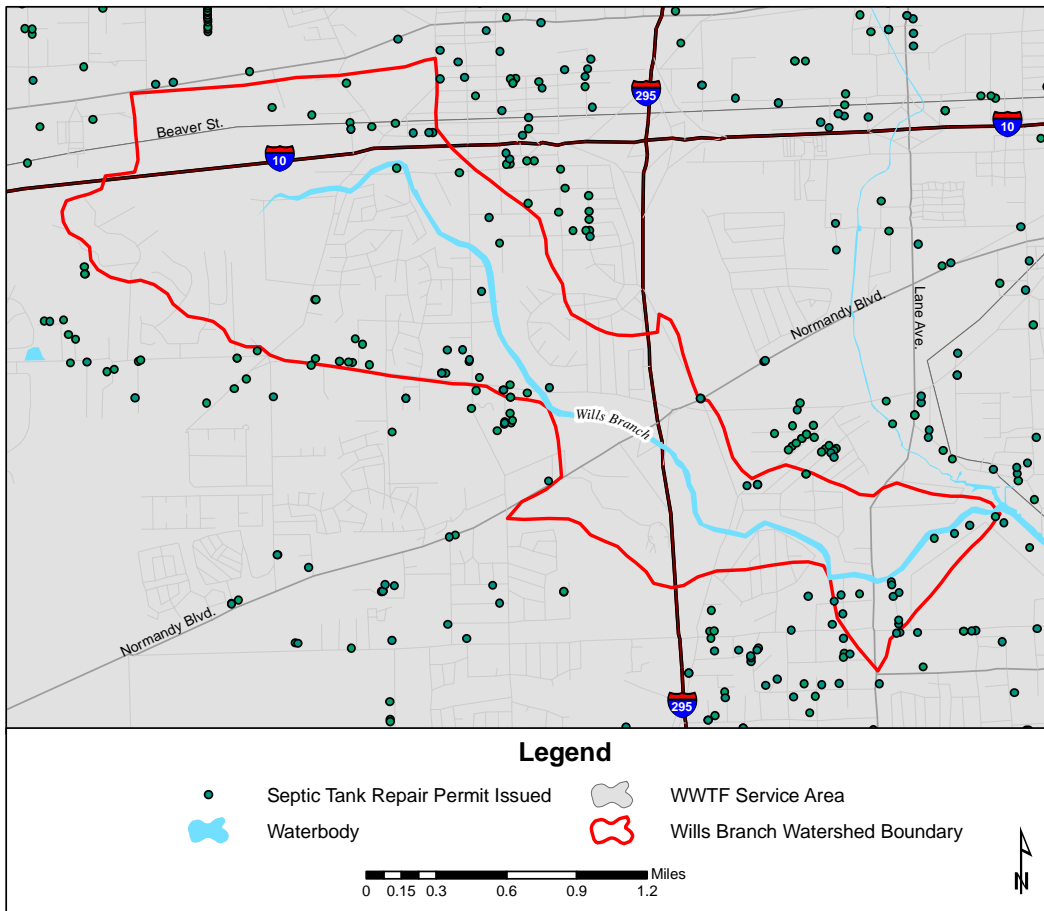 295
10
Beaver St.
10
Normandy Blvd.
Lane Ave.
Wills Branch
Normandy Blvd.
295
Legend
Septic Tank Repair Permit Issued
WWTF Service Area
Waterbody
Wills Branch Watershed Boundary
Miles
0 0.15 0.3 0.6 0.9 1.2
N